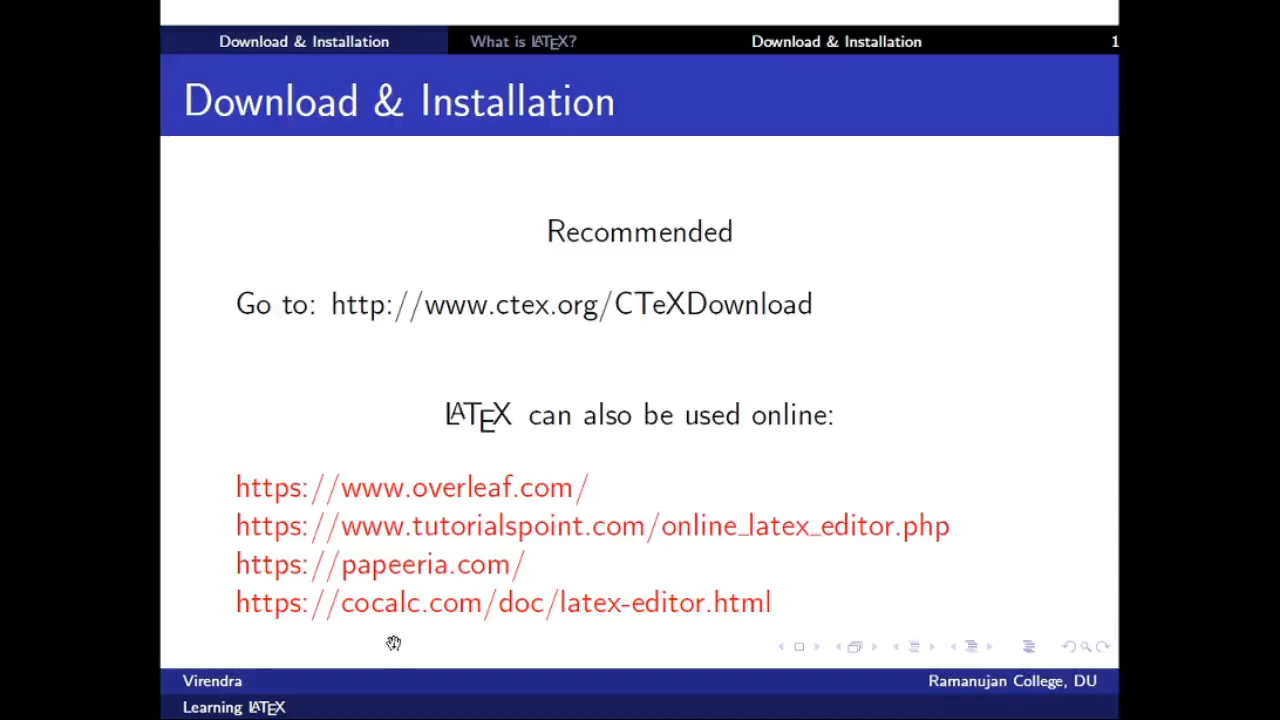 Download & Installation What is LATEX? Download & Installation 1
Download & Installation
Recommended
Go to: http://www.ctex.org/CTeXDownload
LATEX can also be used online:
https://www.overleaf.com/
https://www.tutorialspoint.com/online_latex_editor.php
https://papeeria.com/
https://cocalc.com/doc/latex-editor.html
Virendra Ramanujan College, DU
Learning LATEX